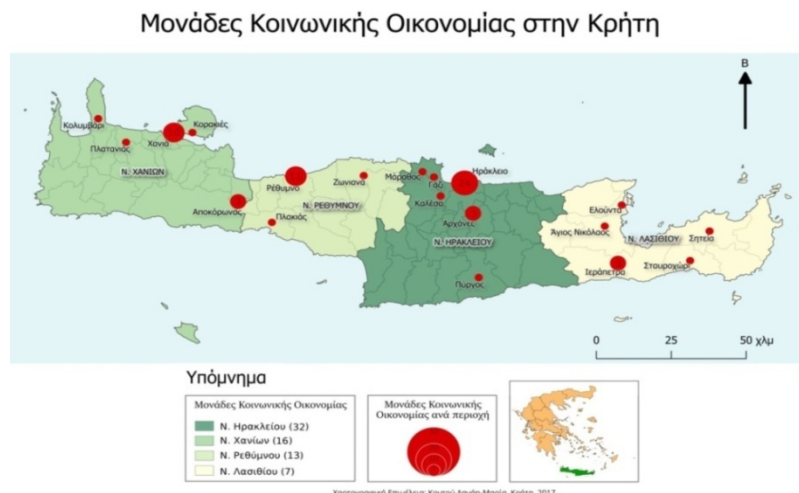 Μονάδες Κοινωνικής Οικονομίας στην Κρήτη
Β
Κολυμβάρι
Κορακιές
Πλατανιάς
Χανιά
Ν. ΧΑΝΙΩΝ
Αποκόρωνας
Ρέθυμνο
Ζωνιανά
Ν. ΡΕΘΥΜΝΟΥ
Πλακιάς
Μάραθος
Γάζι
Ηράκλειο
Καλέσα
Αρχάνες
Ν. ΗΡΑΚΛΕΙΟΥ
Πύργος
Ελούντα
Άγιος Νικόλαος
Ν. ΛΑΣΙΘΙΟΥ
Σητεία
Ιεράπετρα
Σταυροχώρι
0 25 50 χλμ
Υπόμνημα
Μονάδες Κοινωνικής Οικονομίας
Ν. Ηρακλείου (32)
Ν. Χανίων (16)
Ν. Ρεθύμνου (13)
Ν. Λασιθίου (7)
Μονάδες Κοινωνικής
Οικονομίας ανά περιοχή